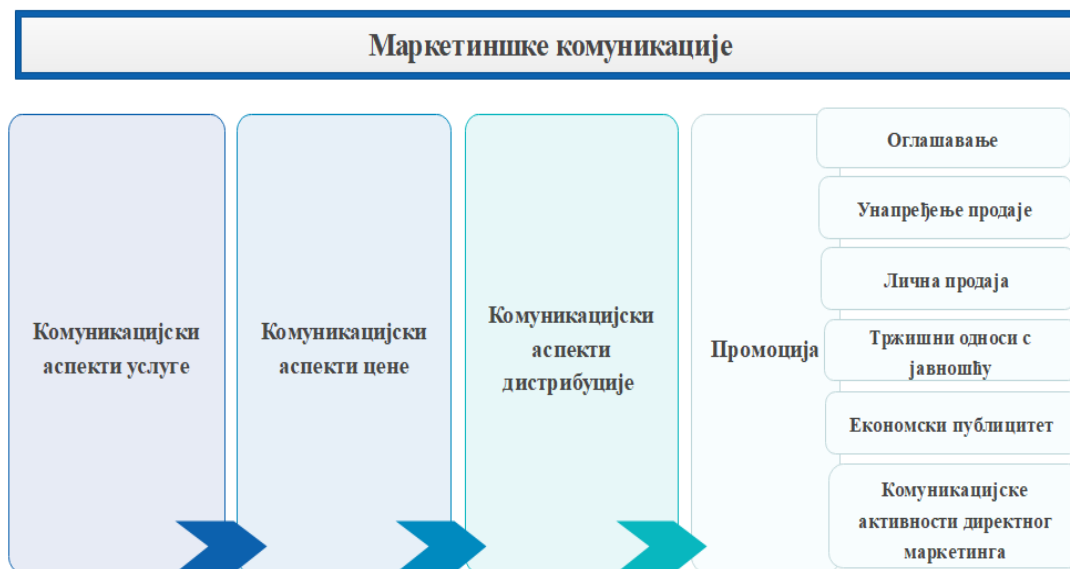 Маркетиншке комуникације
Комуникацијски
аспекти услуге
Комуникацијски
аспекти цене
Комуникацијски
аспекти
дистрибуције
Промоција
Оглашавање
Унапређење продаје
Лична продаја
Тржишни односи с
јавношћу
Економски публицитет
Комуникацијске
активности директног
маркетинга